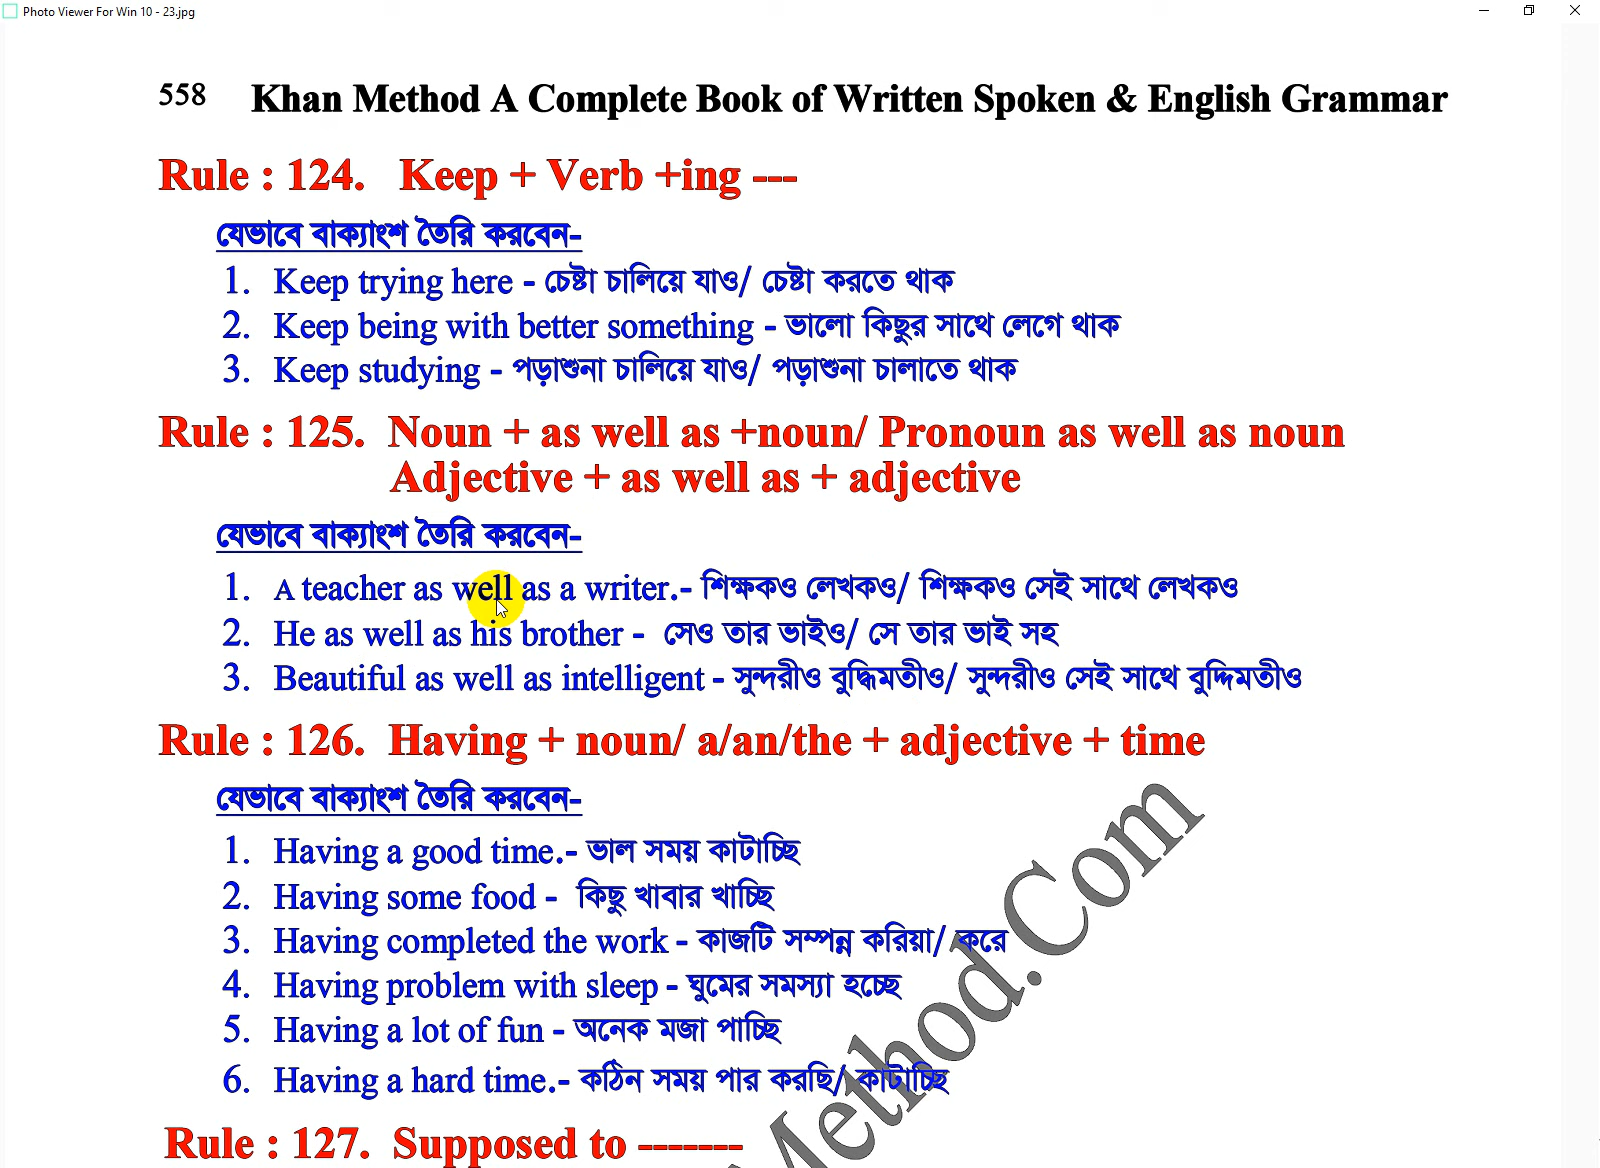 Photo Viewer For Win 10 - 23.jpg
558 Khan Method A Complete Book of Written Spoken & English Grammar
Rule : 124. Keep + Verb +ing ---
যেভাবে বাক্যাংশ তৈরি করবেন-
1. Keep trying here - চেষ্টা চালিয়ে যাও/ চেষ্টা করতে থাক
2. Keep being with better something - ভালো কিছুর সাথে লেগে থাক
3. Keep studying - পড়াশুনা চালিয়ে যাও/ পড়াশুনা চালাতে থাক
Rule : 125. Noun + as well as +noun/ Pronoun as well as noun
Adjective + as well as + adjective
যেভাবে বাক্যাংশ তৈরি করবেন-
1. A teacher as well as a writer.- শিক্ষকও লেখকও/ শিক্ষকও সেই সাথে লেখকও
2. He as well as his brother - সেও তার ভাইও/ সে তার ভাই সহ
3. Beautiful as well as intelligent - সুন্দরীও বুদ্ধিমতীও/ সুন্দরীও সেই সাথে বুদ্দিমতীও
Rule : 126. Having + noun/ a/an/the + adjective + time
যেভাবে বাক্যাংশ তৈরি করবেন-
1. Having a good time.- ভাল সময় কাটাচ্ছি
2. Having some food - কিছু খাবার খাচ্ছি
3. Having completed the work - কাজটি সম্পন্ন করিয়া/ করে
4. Having problem with sleep - ঘুমের সমস্যা হচ্ছে
5. Having a lot of fun - অনেক মজা পাচ্ছি
6. Having a hard time.- কঠিন সময় পার করছি/ কাটাচ্ছি
Rule : 127. Supposed to -------
Method.Com